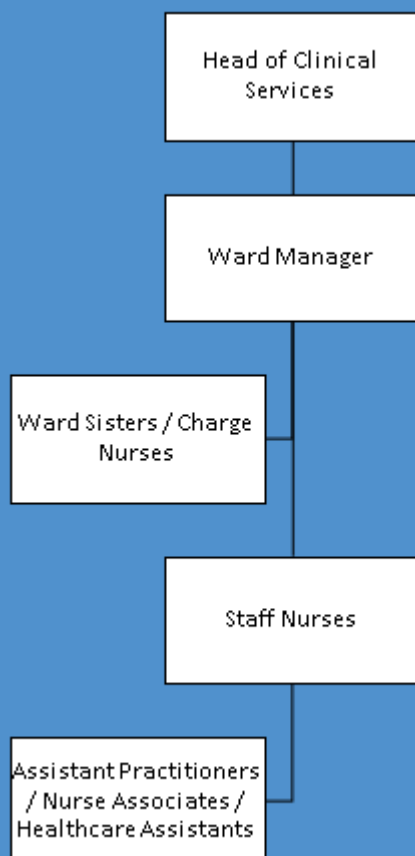 Head of Clinical
Services
Ward Manager
Ward Sisters / Charge
Nurses
Staff Nurses
Assistant Practitioners
/ Nurse Associates /
Healthcare Assistants